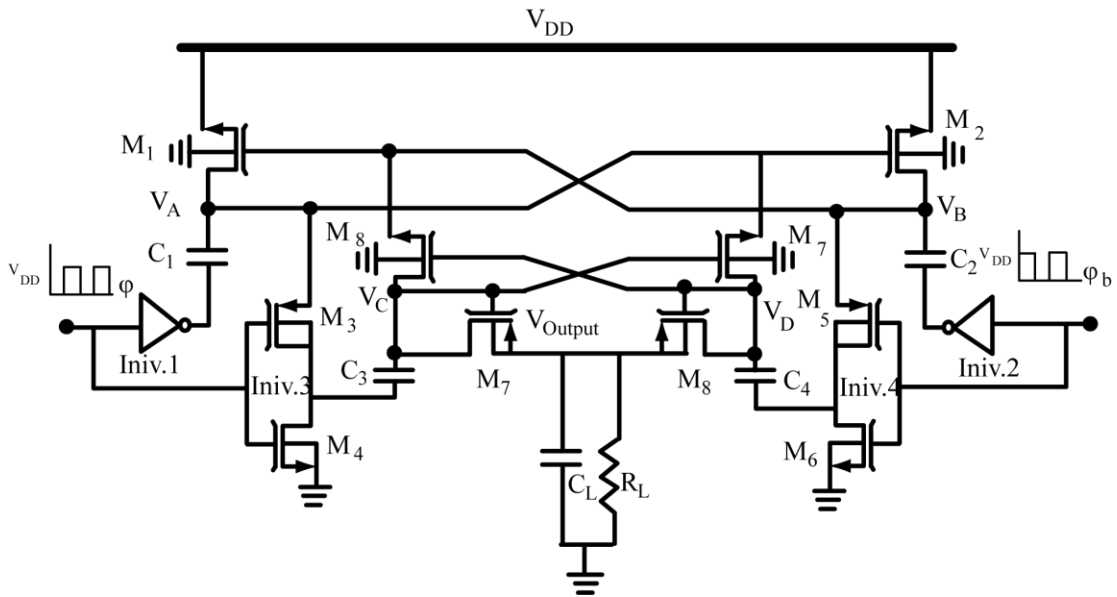 V_DD
M_1
M_2
V_A
V_B
C_1
C_2
V_DD
φ
V_DD
φ_b
M_8
M_7
V_C
V_D
M_3
M_5
V_Output
Iniv.1
Iniv.2
Iniv.3
Iniv.4
C_3
C_4
M_7
M_8
M_4
M_6
C_L
R_L